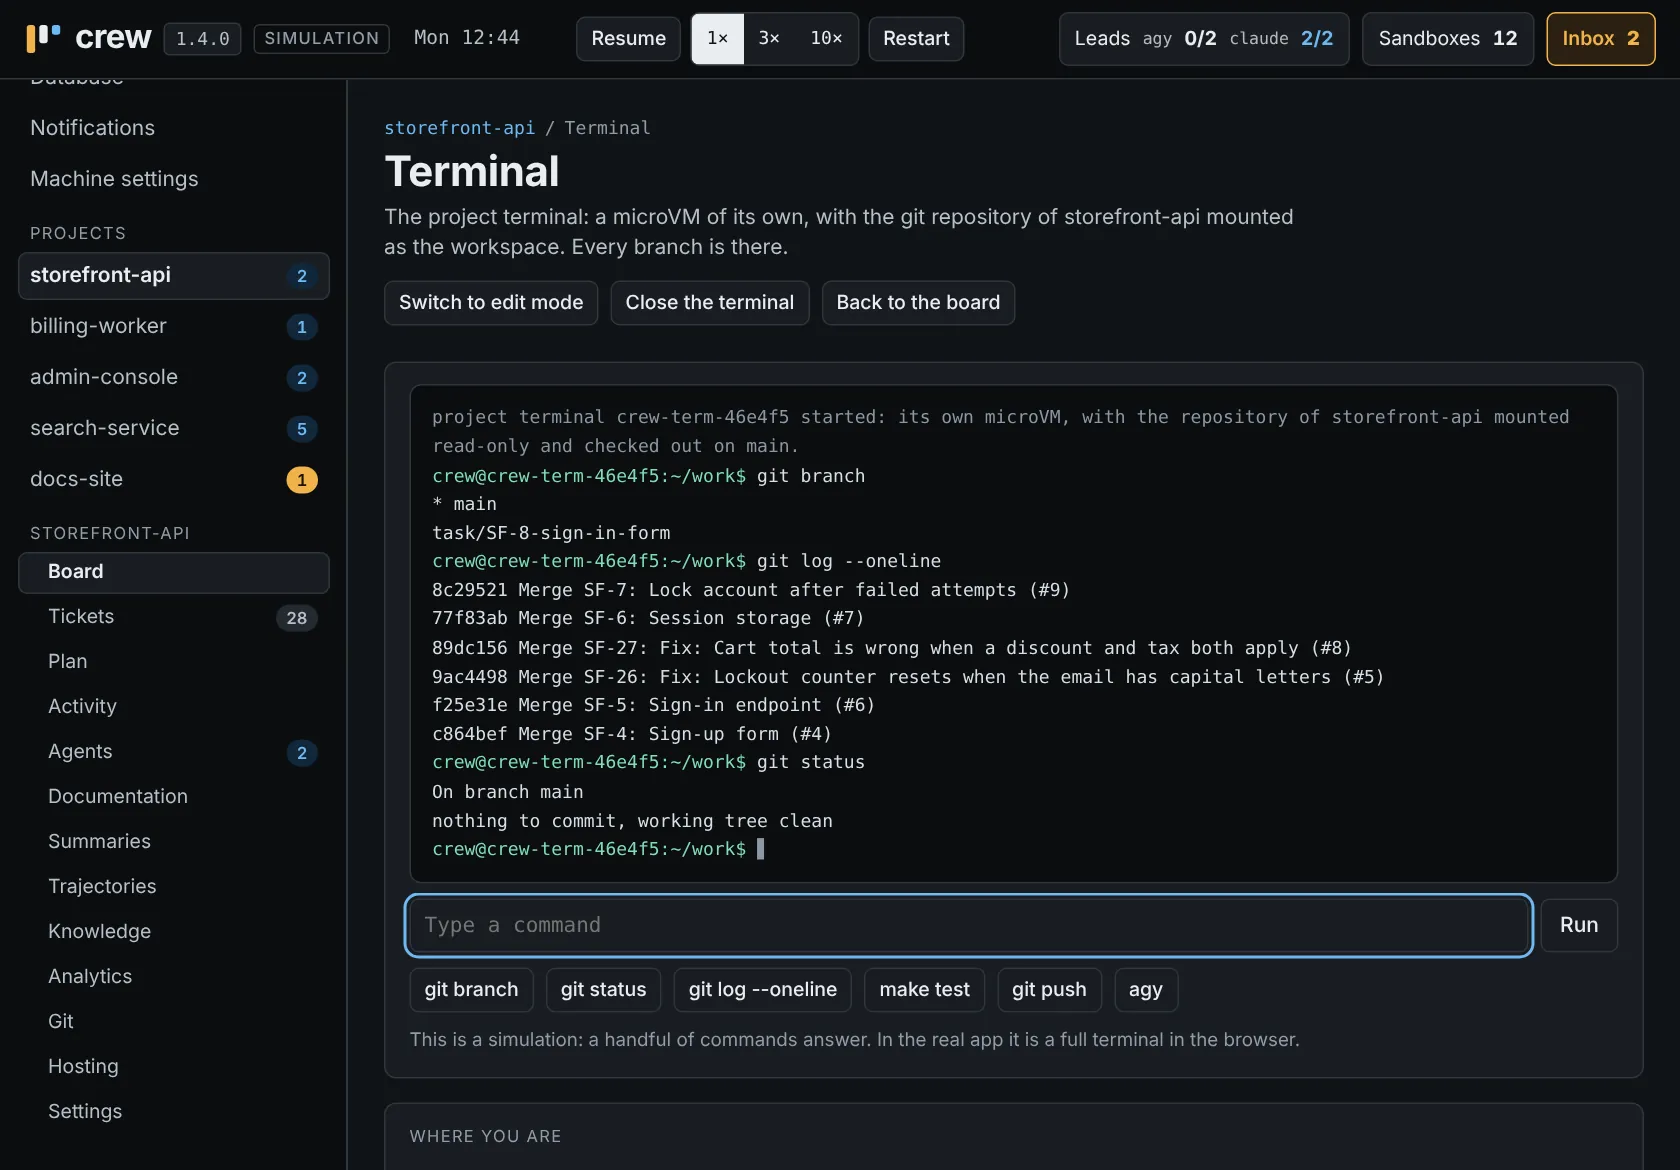 crew 1.4.0 SIMULATION Mon 12:44 Resume 1× 3× 10× Restart Leads agy 0/2 claude 2/2 Sandboxes 12 Inbox 2
Database
Notifications
Machine settings
PROJECTS
storefront-api 2
billing-worker 1
admin-console 2
search-service 5
docs-site 1
STOREFRONT-API
Board
Tickets 28
Plan
Activity
Agents 2
Documentation
Summaries
Trajectories
Knowledge
Analytics
Git
Hosting
Settings
storefront-api / Terminal
Terminal
The project terminal: a microVM of its own, with the git repository of storefront-api mounted
as the workspace. Every branch is there.
Switch to edit mode Close the terminal Back to the board
project terminal crew-term-46e4f5 started: its own microVM, with the repository of storefront-api mounted
read-only and checked out on main.
crew@crew-term-46e4f5:~/work$ git branch
* main
task/SF-8-sign-in-form
crew@crew-term-46e4f5:~/work$ git log --oneline
8c29521 Merge SF-7: Lock account after failed attempts (#9)
77f83ab Merge SF-6: Session storage (#7)
89dc156 Merge SF-27: Fix: Cart total is wrong when a discount and tax both apply (#8)
9ac4498 Merge SF-26: Fix: Lockout counter resets when the email has capital letters (#5)
f25e31e Merge SF-5: Sign-in endpoint (#6)
c864bef Merge SF-4: Sign-up form (#4)
crew@crew-term-46e4f5:~/work$ git status
On branch main
nothing to commit, working tree clean
crew@crew-term-46e4f5:~/work$
Type a command Run
git branch git status git log --oneline make test git push agy
This is a simulation: a handful of commands answer. In the real app it is a full terminal in the browser.
WHERE YOU ARE